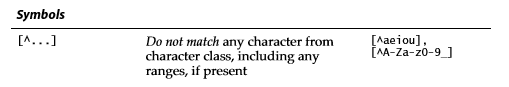 Symbols
[^...] Do not match any character from [^aeiou],
character class, including any [^A-Za-z0-9_]
ranges, if present